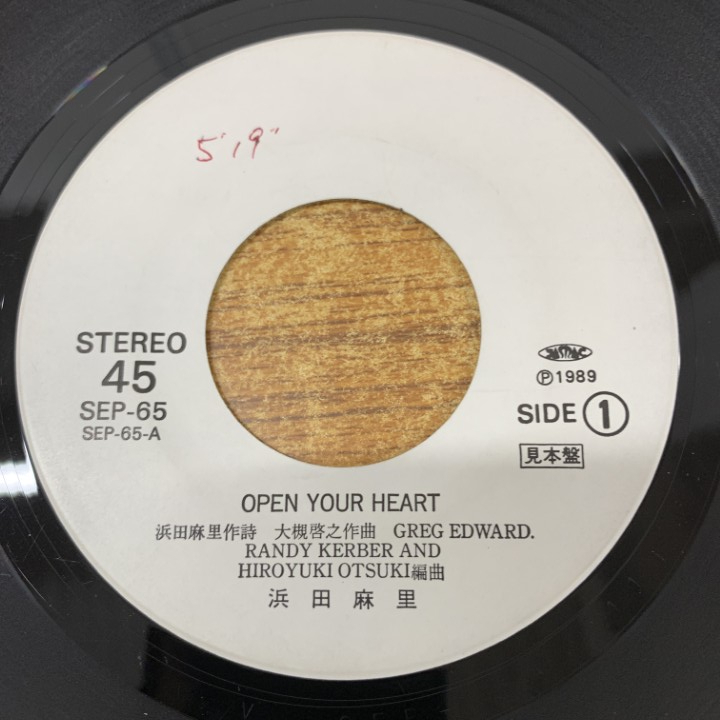 5'19"
STEREO
45
SEP-65
SEP-65-A
JASRAC
Ⓟ1989
SIDE 1
見本盤
OPEN YOUR HEART
浜田麻里作詩 大槻啓之作曲 GREG EDWARD.
RANDY KERBER AND
HIROYUKI OTSUKI編曲
浜田麻里